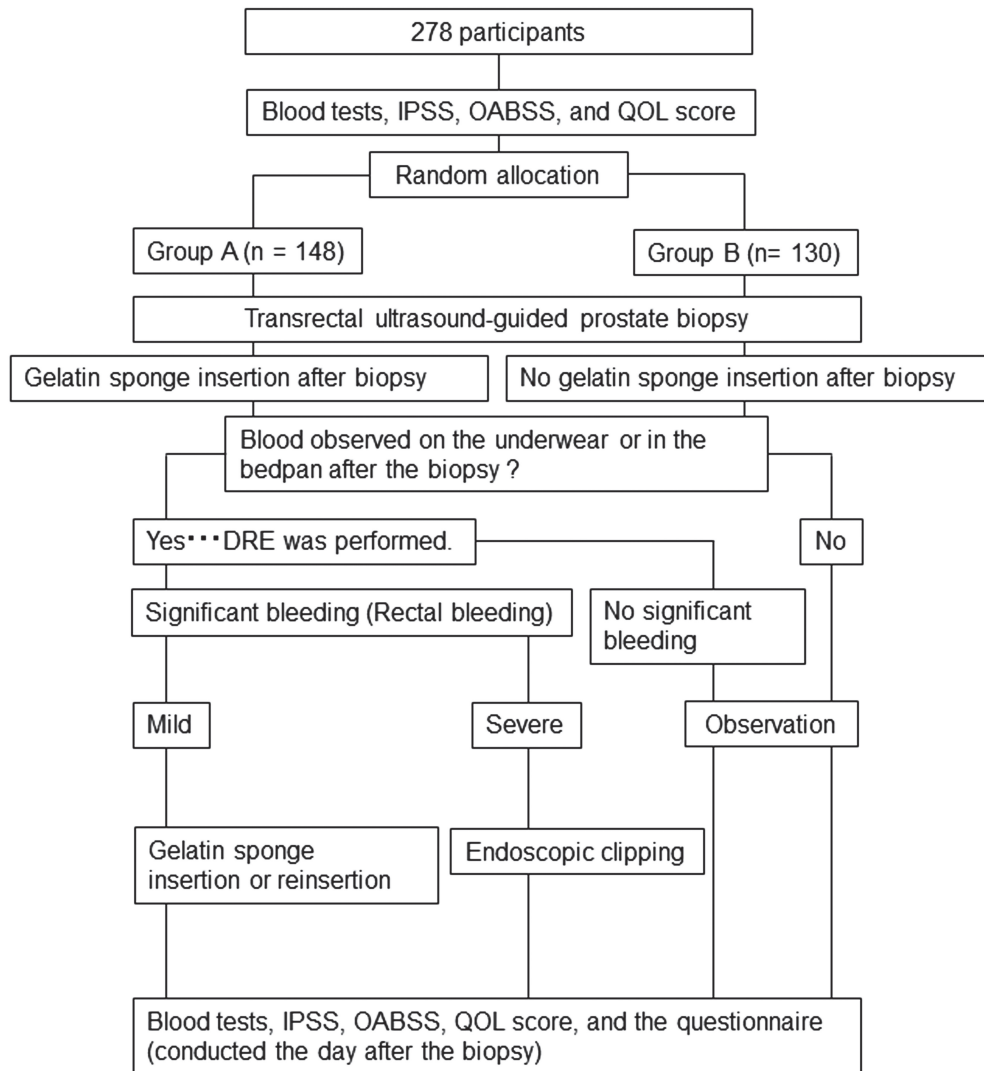 278 participants
Blood tests, IPSS, OABSS, and QOL score
Random allocation
Group A (n = 148)
Group B (n= 130)
Transrectal ultrasound-guided prostate biopsy
Gelatin sponge insertion after biopsy
No gelatin sponge insertion after biopsy
Blood observed on the underwear or in the
bedpan after the biopsy ?
Yes･･･DRE was performed.
No
Significant bleeding (Rectal bleeding)
No significant
bleeding
Mild
Severe
Observation
Gelatin sponge
insertion or reinsertion
Endoscopic clipping
Blood tests, IPSS, OABSS, QOL score, and the questionnaire
(conducted the day after the biopsy)